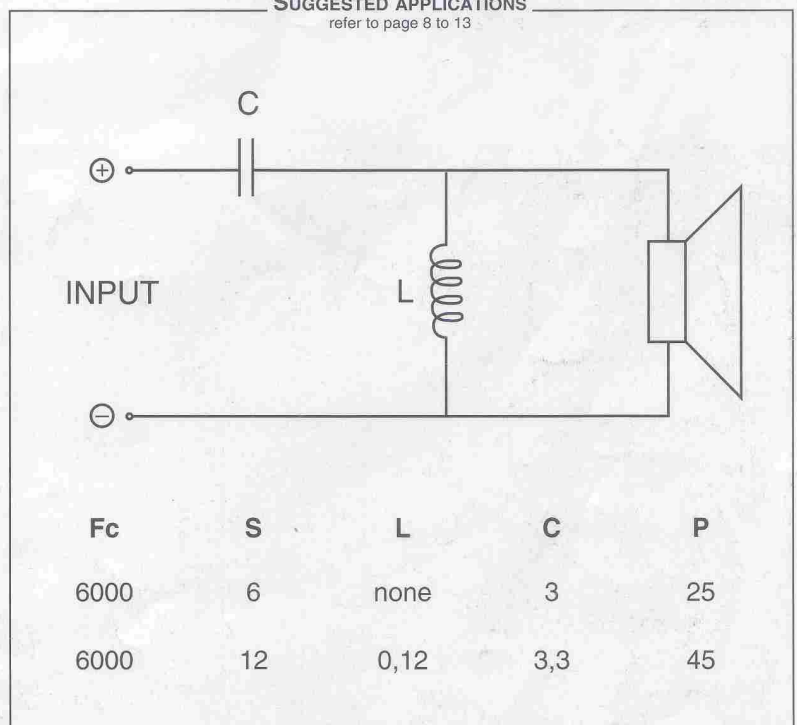 SUGGESTED APPLICATIONS
refer to page 8 to 13
C
+
INPUT
L
−
Fc S L C P
6000 6 none 3 25
6000 12 0,12 3,3 45